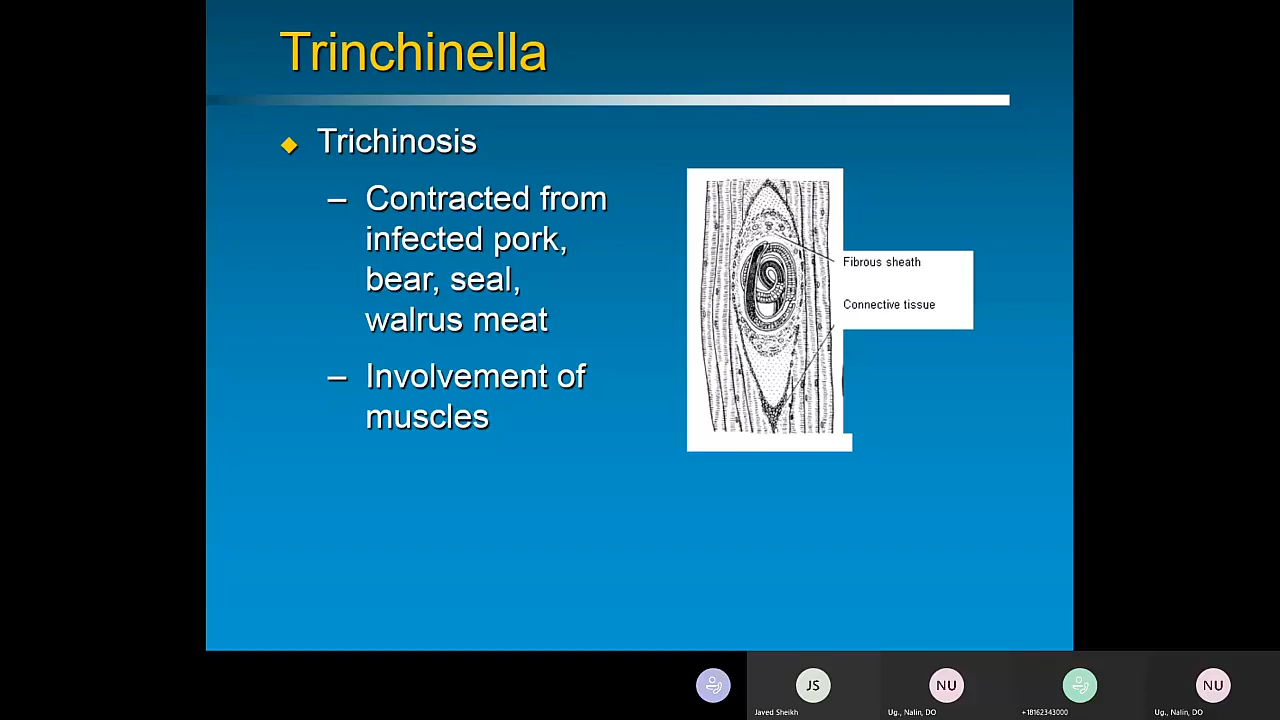 Trinchinella
Trichinosis
– Contracted from
infected pork,
bear, seal,
walrus meat
– Involvement of
muscles
Fibrous sheath
Connective tissue
JS
NU
NU
Javed Sheikh
Ug., Nalin, DO
+18162343000
Ug., Nalin, DO